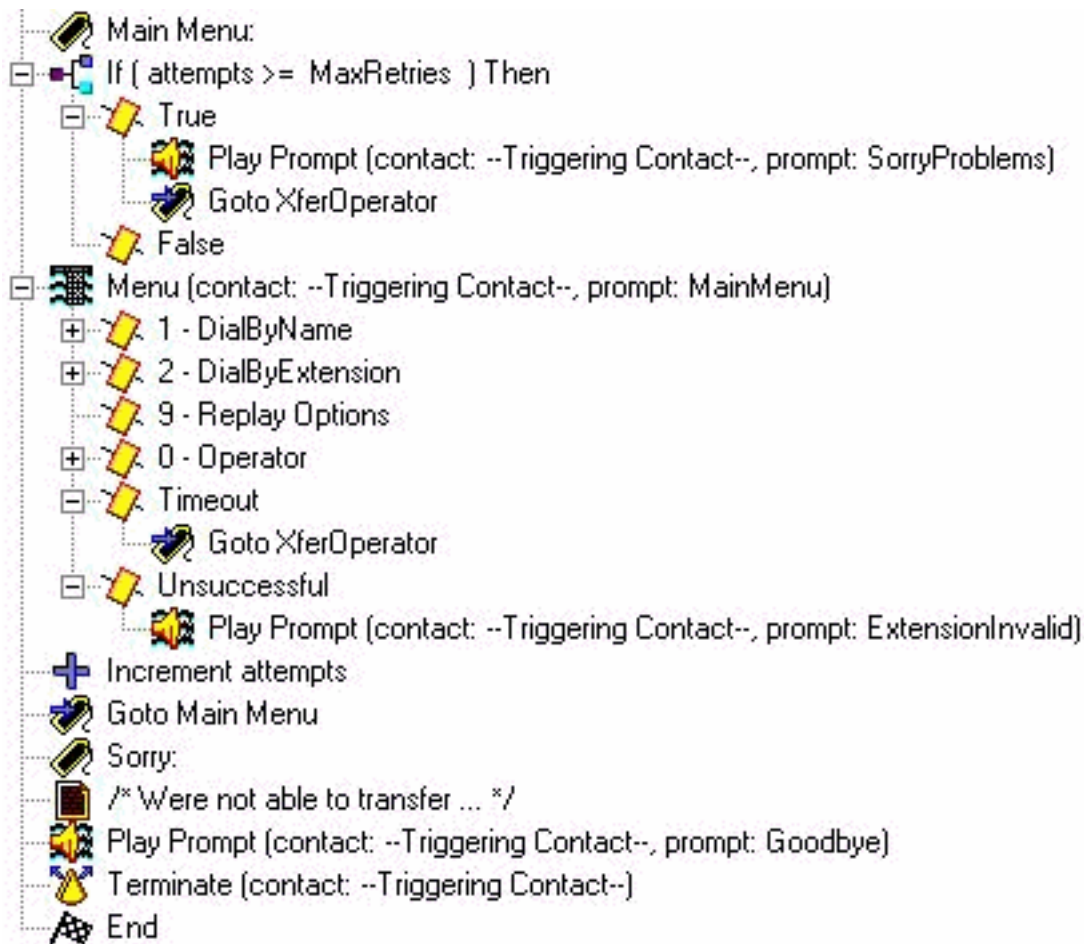 Main Menu:
If ( attempts >= MaxRetries ) Then
True
Play Prompt (contact: --Triggering Contact--, prompt: SorryProblems)
Goto XferOperator
False
Menu (contact: --Triggering Contact--, prompt: MainMenu)
1 - DialByName
2 - DialByExtension
9 - Replay Options
0 - Operator
Timeout
Goto XferOperator
Unsuccessful
Play Prompt (contact: --Triggering Contact--, prompt: ExtensionInvalid)
Increment attempts
Goto Main Menu
Sorry:
/* Were not able to transfer ... */
Play Prompt (contact: --Triggering Contact--, prompt: Goodbye)
Terminate (contact: --Triggering Contact--)
End